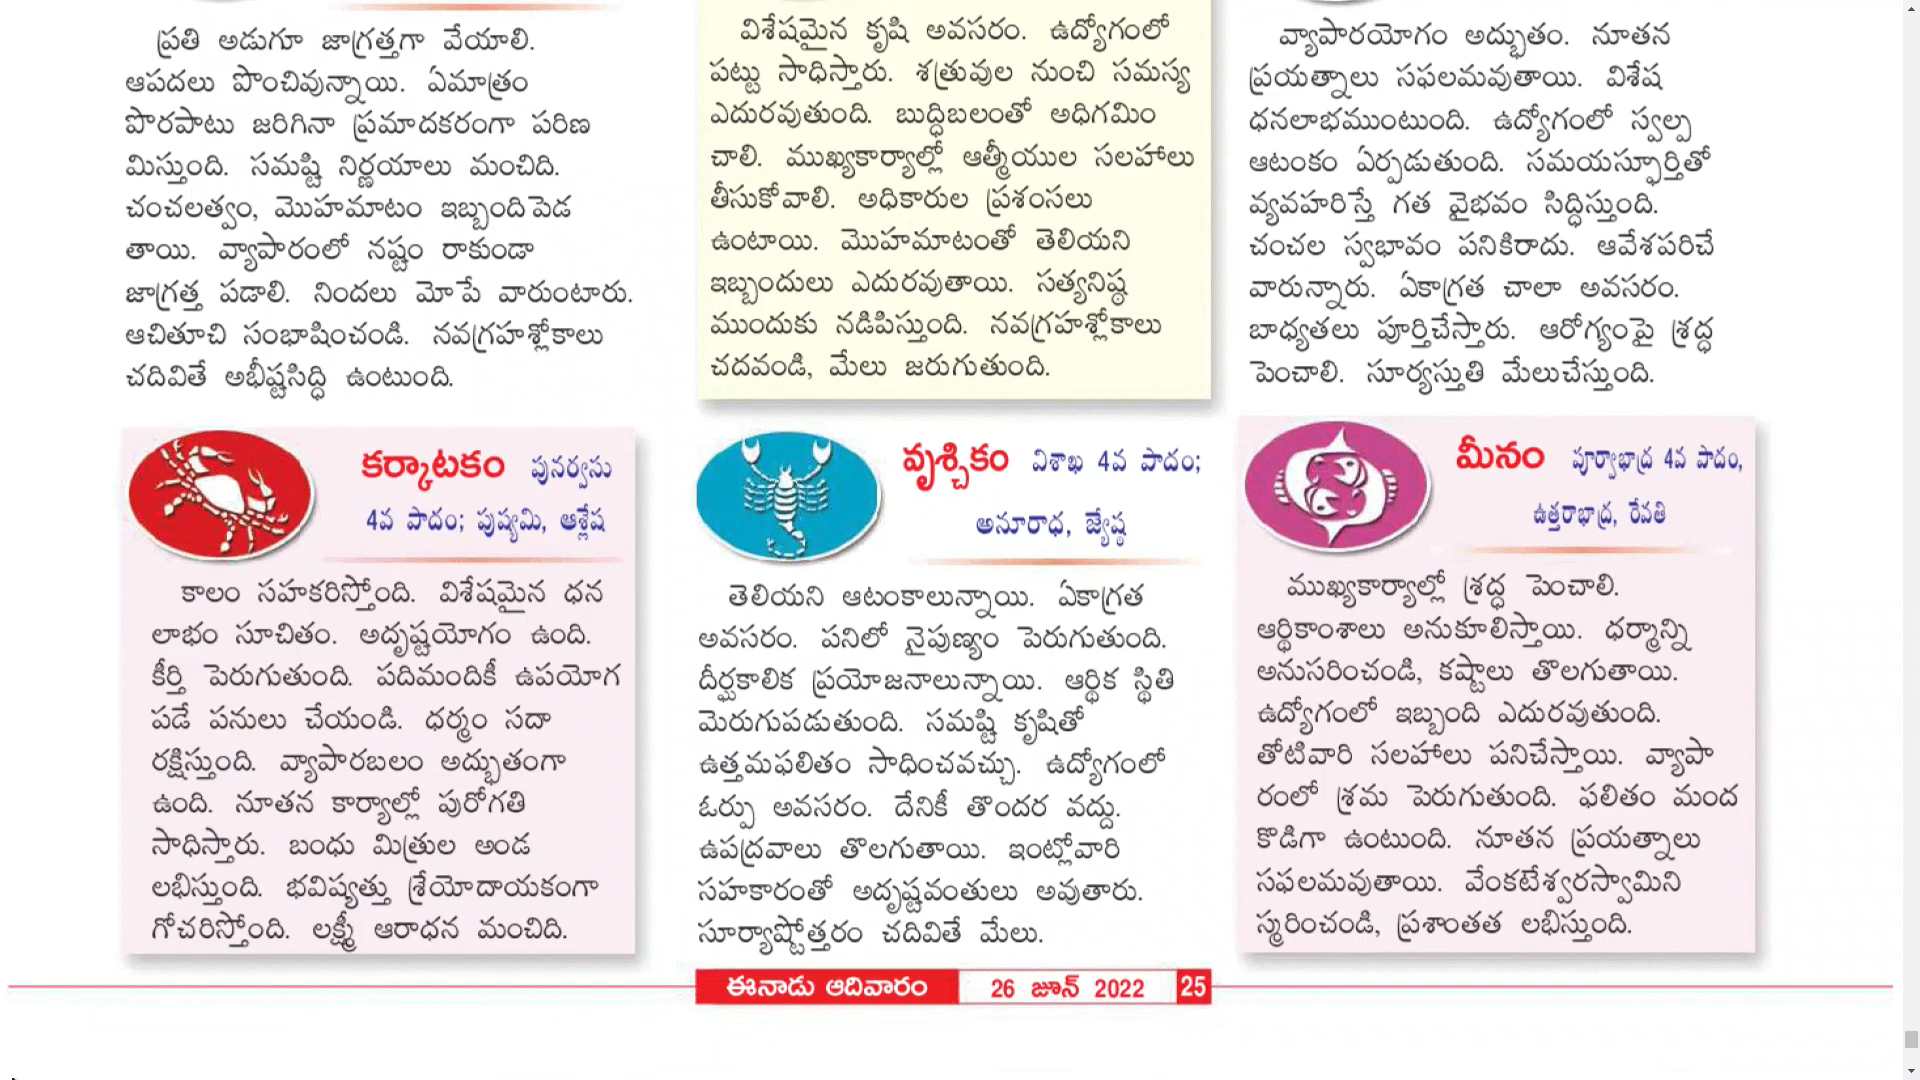 ప్రతి అడుగూ జాగ్రత్తగా వేయాలి.
ఆపదలు పొంచివున్నాయి. ఏమాత్రం
పొరపాటు జరిగినా ప్రమాదకరంగా పరిణ
మిస్తుంది. సమష్టి నిర్ణయాలు మంచిది.
చంచలత్వం, మొహమాటం ఇబ్బందిపెడ
తాయి. వ్యాపారంలో నష్టం రాకుండా
జాగ్రత్త పడాలి. నిందలు మోపే వారుంటారు.
ఆచితూచి సంభాషించండి. నవగ్రహశ్లోకాలు
చదివితే అభీష్టసిద్ధి ఉంటుంది.
కర్కాటకం పునర్వసు
4వ పాదం; పుష్యమి, ఆశ్లేష
కాలం సహకరిస్తోంది. విశేషమైన ధన
లాభం సూచితం. అదృష్టయోగం ఉంది.
కీర్తి పెరుగుతుంది. పదిమందికీ ఉపయోగ
పడే పనులు చేయండి. ధర్మం సదా
రక్షిస్తుంది. వ్యాపారబలం అద్భుతంగా
ఉంది. నూతన కార్యాల్లో పురోగతి
సాధిస్తారు. బంధు మిత్రుల అండ
లభిస్తుంది. భవిష్యత్తు శ్రేయోదాయకంగా
గోచరిస్తోంది. లక్ష్మీ ఆరాధన మంచిది.
విశేషమైన కృషి అవసరం. ఉద్యోగంలో
పట్టు సాధిస్తారు. శత్రువుల నుంచి సమస్య
ఎదురవుతుంది. బుద్ధిబలంతో అధిగమిం
చాలి. ముఖ్యకార్యాల్లో ఆత్మీయుల సలహాలు
తీసుకోవాలి. అధికారుల ప్రశంసలు
ఉంటాయి. మొహమాటంతో తెలియని
ఇబ్బందులు ఎదురవుతాయి. సత్యనిష్ఠ
ముందుకు నడిపిస్తుంది. నవగ్రహశ్లోకాలు
చదవండి, మేలు జరుగుతుంది.
వృశ్చికం విశాఖ 4వ పాదం;
అనూరాధ, జ్యేష్ఠ
తెలియని ఆటంకాలున్నాయి. ఏకాగ్రత
అవసరం. పనిలో నైపుణ్యం పెరుగుతుంది.
దీర్ఘకాలిక ప్రయోజనాలున్నాయి. ఆర్థిక స్థితి
మెరుగుపడుతుంది. సమష్టి కృషితో
ఉత్తమఫలితం సాధించవచ్చు. ఉద్యోగంలో
ఓర్పు అవసరం. దేనికీ తొందర వద్దు.
ఉపద్రవాలు తొలగుతాయి. ఇంట్లోవారి
సహకారంతో అదృష్టవంతులు అవుతారు.
సూర్యాష్టోత్తరం చదివితే మేలు.
వ్యాపారయోగం అద్భుతం. నూతన
ప్రయత్నాలు సఫలమవుతాయి. విశేష
ధనలాభముంటుంది. ఉద్యోగంలో స్వల్ప
ఆటంకం ఏర్పడుతుంది. సమయస్ఫూర్తితో
వ్యవహరిస్తే గత వైభవం సిద్ధిస్తుంది.
చంచల స్వభావం పనికిరాదు. ఆవేశపరిచే
వారున్నారు. ఏకాగ్రత చాలా అవసరం.
బాధ్యతలు పూర్తిచేస్తారు. ఆరోగ్యంపై శ్రద్ధ
పెంచాలి. సూర్యస్తుతి మేలుచేస్తుంది.
మీనం పూర్వాభాద్ర 4వ పాదం,
ఉత్తరాభాద్ర, రేవతి
ముఖ్యకార్యాల్లో శ్రద్ధ పెంచాలి.
ఆర్థికాంశాలు అనుకూలిస్తాయి. ధర్మాన్ని
అనుసరించండి, కష్టాలు తొలగుతాయి.
ఉద్యోగంలో ఇబ్బంది ఎదురవుతుంది.
తోటివారి సలహాలు పనిచేస్తాయి. వ్యాపా
రంలో శ్రమ పెరుగుతుంది. ఫలితం మంద
కొడిగా ఉంటుంది. నూతన ప్రయత్నాలు
సఫలమవుతాయి. వేంకటేశ్వరస్వామిని
స్మరించండి, ప్రశాంతత లభిస్తుంది.
ఈనాడు ఆదివారం 26 జూన్ 2022 25